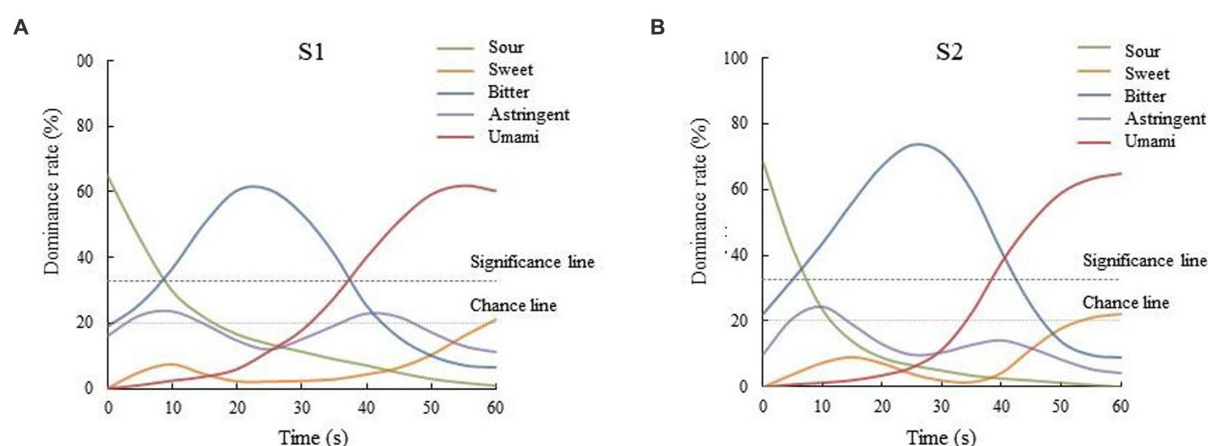 A
S1
Sour
Sweet
Bitter
Astringent
Umami
Dominance rate (%)
00
80
60
40
20
0
Significance line
Chance line
0 10 20 30 40 50 60
Time (s)
B
S2
Sour
Sweet
Bitter
Astringent
Umami
Dominance rate (%)
100
80
60
40
20
0
Significance line
Chance line
0 10 20 30 40 50 60
Time (s)